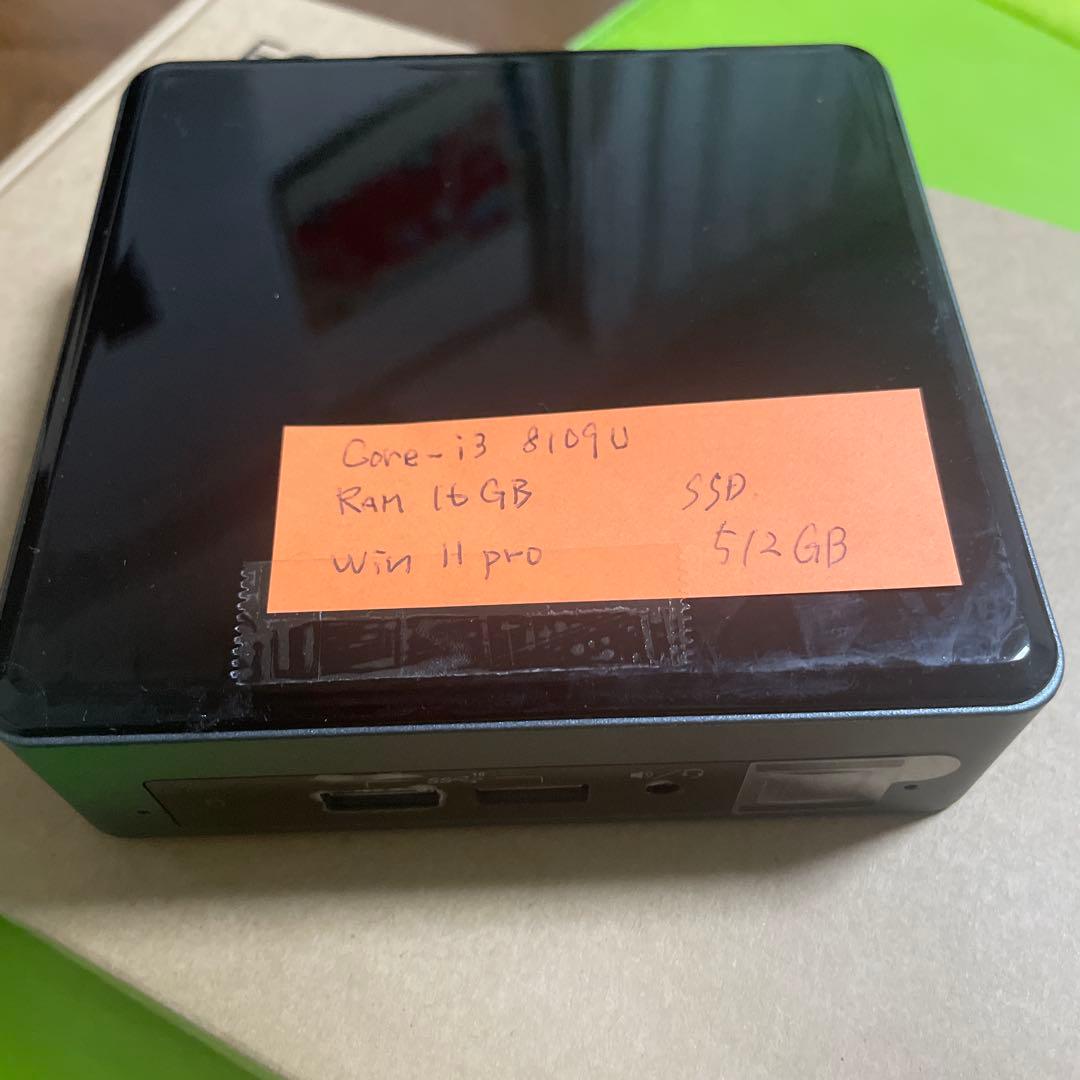 Core-i3 8109U
RAM 16GB SSD
Win 11 pro 512GB